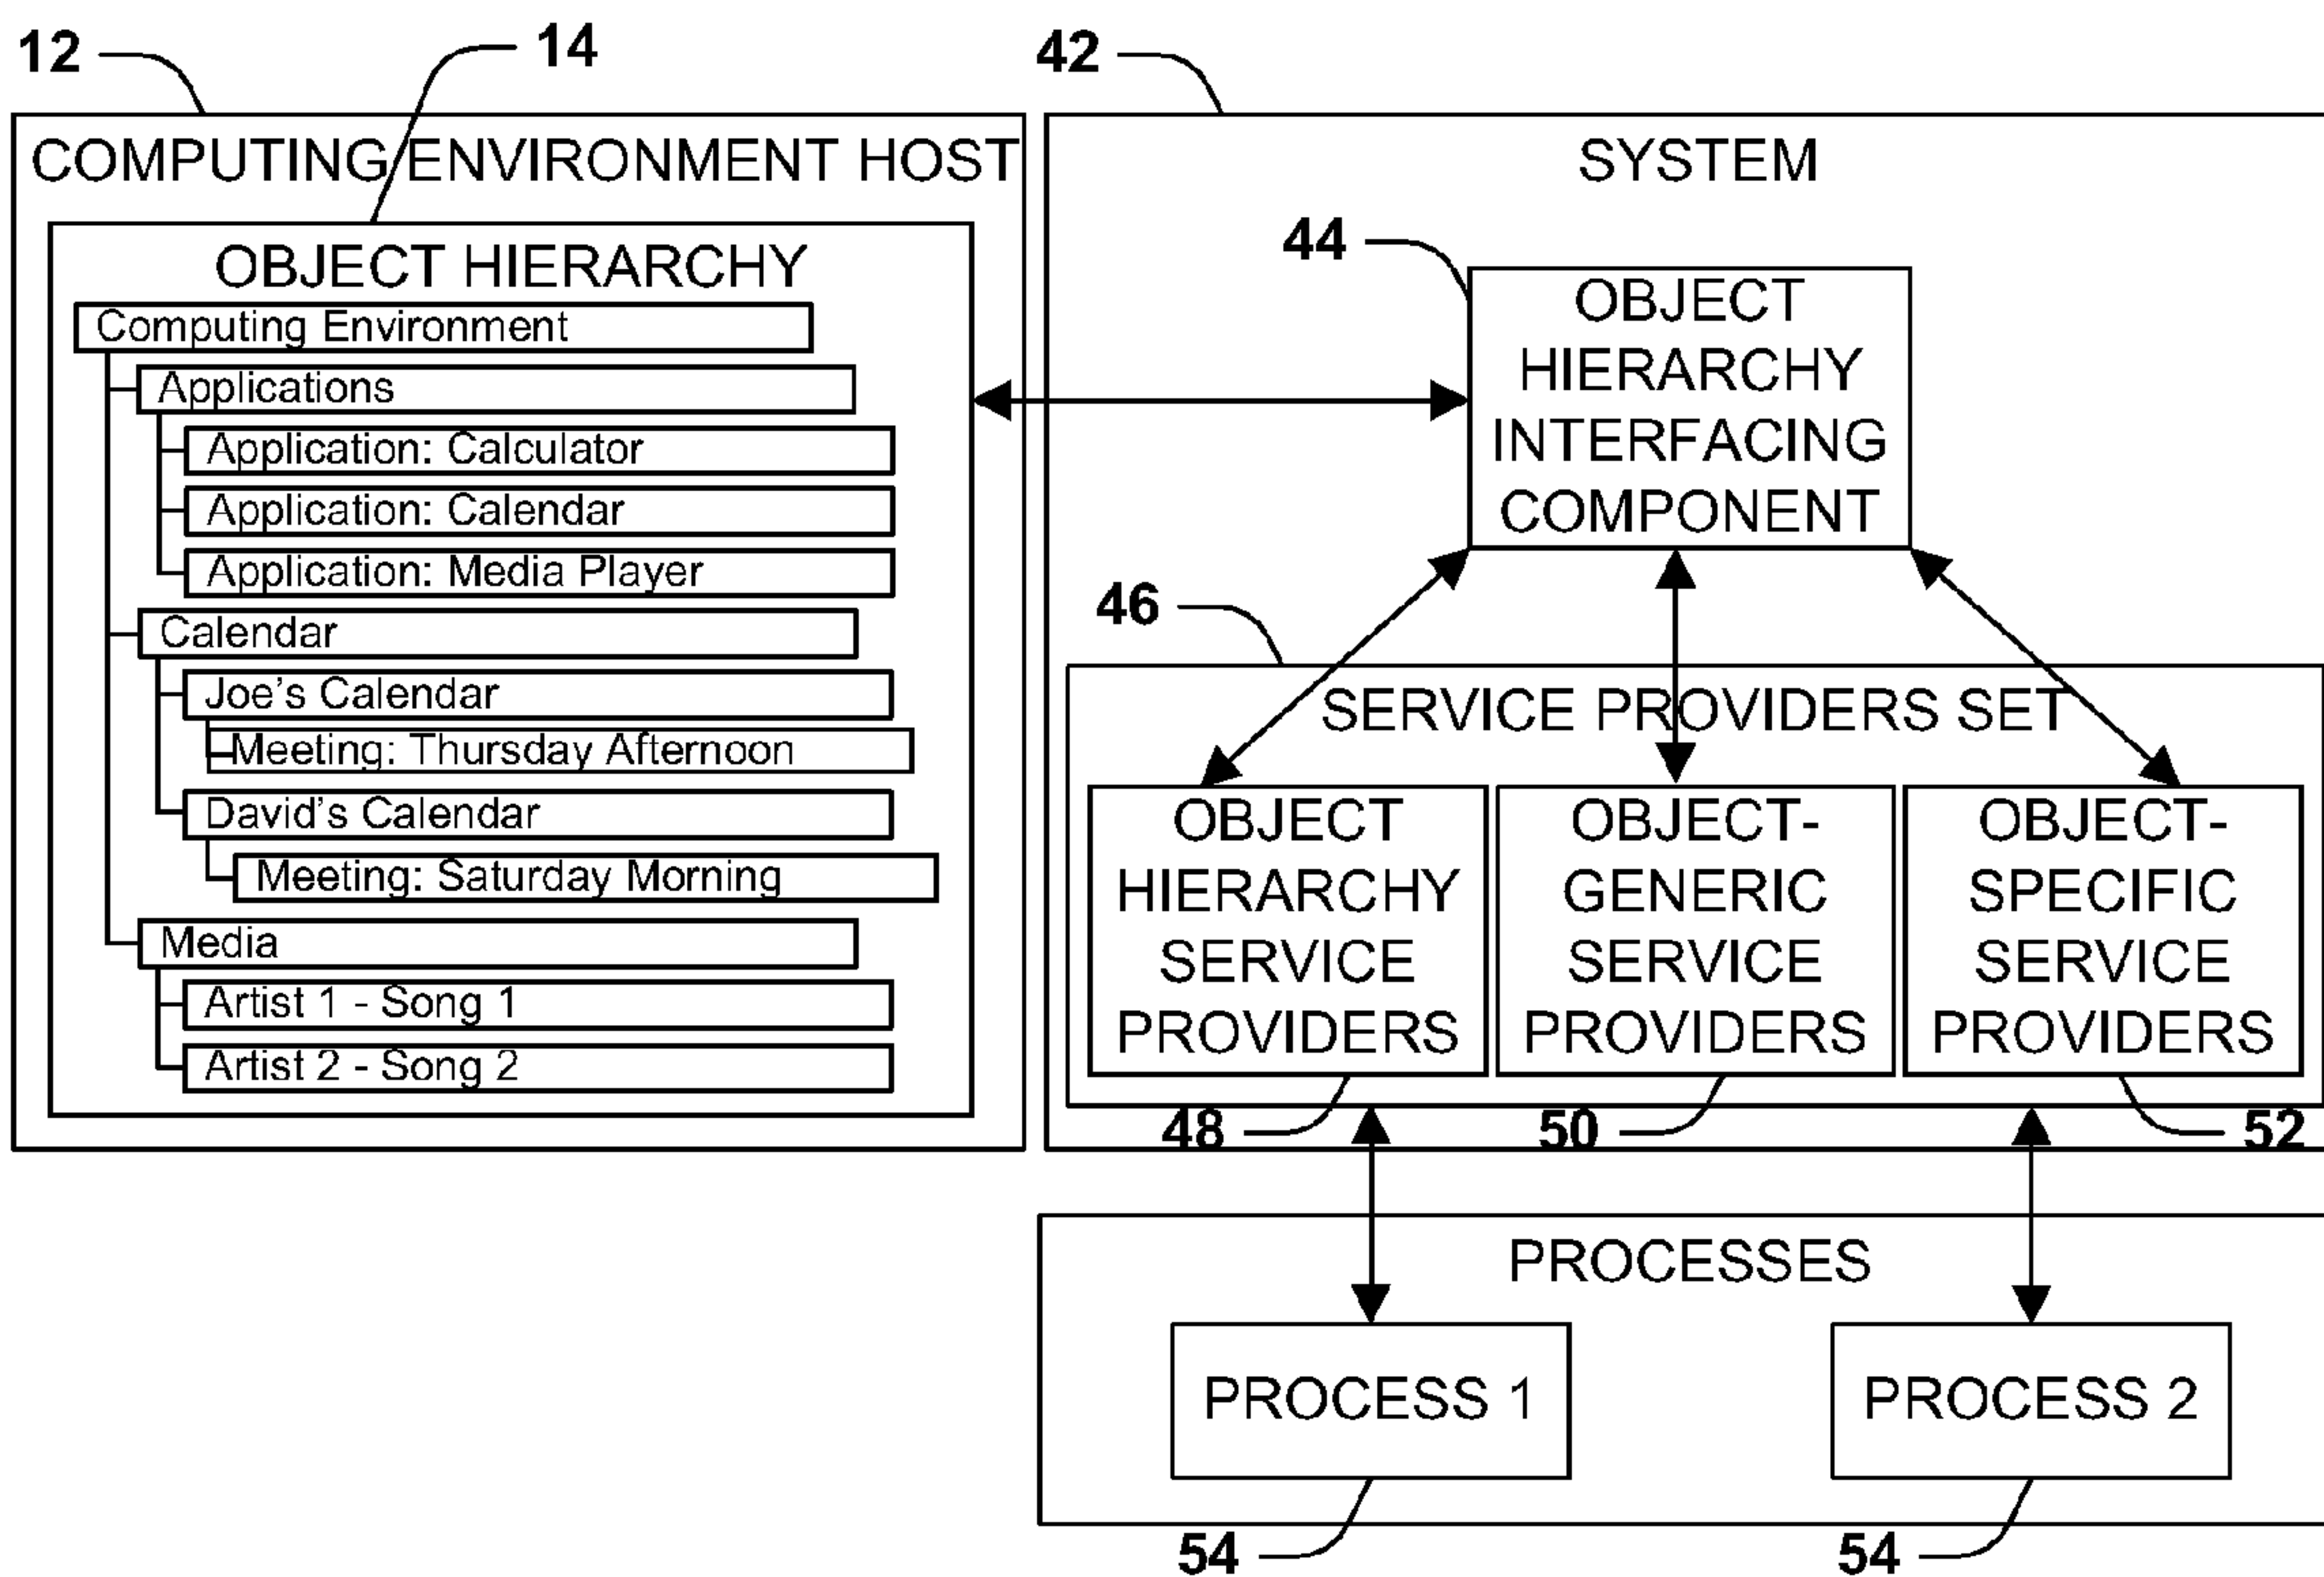 12
14
COMPUTING ENVIRONMENT HOST
OBJECT HIERARCHY
Computing Environment
Applications
Application: Calculator
Application: Calendar
Application: Media Player
Calendar
Joe's Calendar
Meeting: Thursday Afternoon
David's Calendar
Meeting: Saturday Morning
Media
Artist 1 - Song 1
Artist 2 - Song 2
42
SYSTEM
44
OBJECT
HIERARCHY
INTERFACING
COMPONENT
46
SERVICE PROVIDERS SET
OBJECT
HIERARCHY
SERVICE
PROVIDERS
OBJECT-
GENERIC
SERVICE
PROVIDERS
OBJECT-
SPECIFIC
SERVICE
PROVIDERS
48
50
52
PROCESSES
PROCESS 1
PROCESS 2
54
54